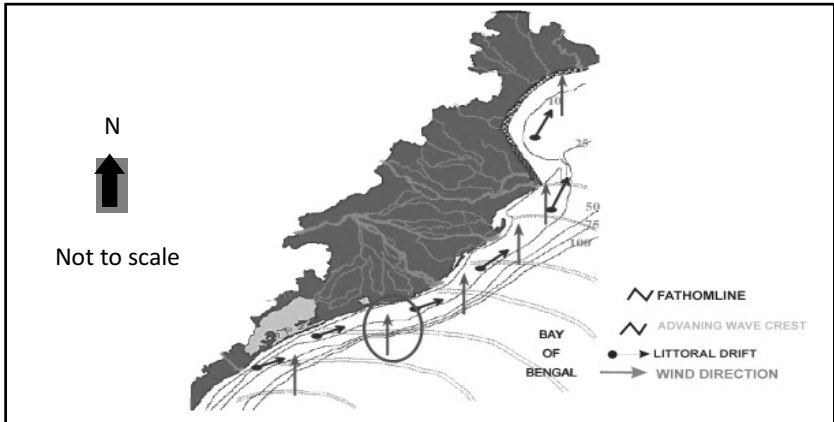 N
Not to scale
10
25
50
75
100
BAY
OF
BENGAL
FATHOMLINE
ADVANING WAVE CREST
LITTORAL DRIFT
WIND DIRECTION